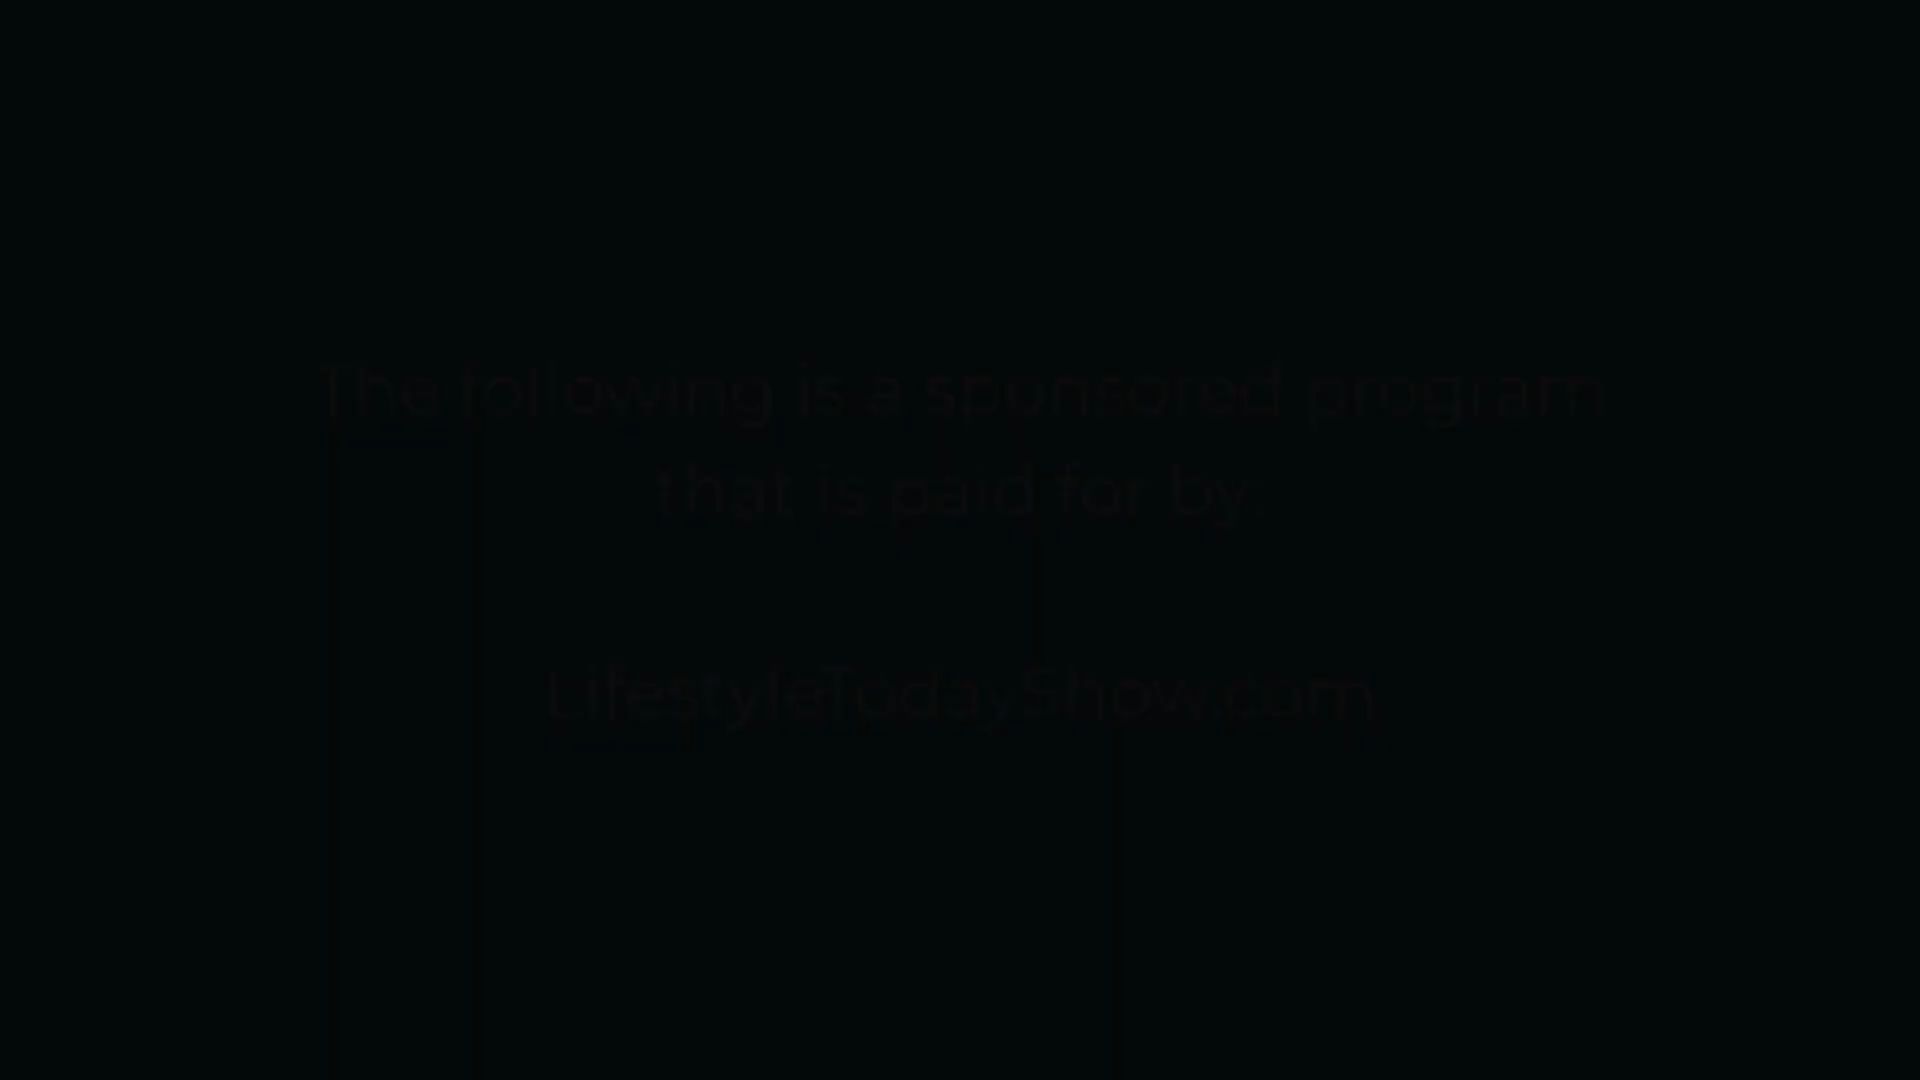 The following is a sponsored program
that is paid for by:
LifestyleTodayShow.com